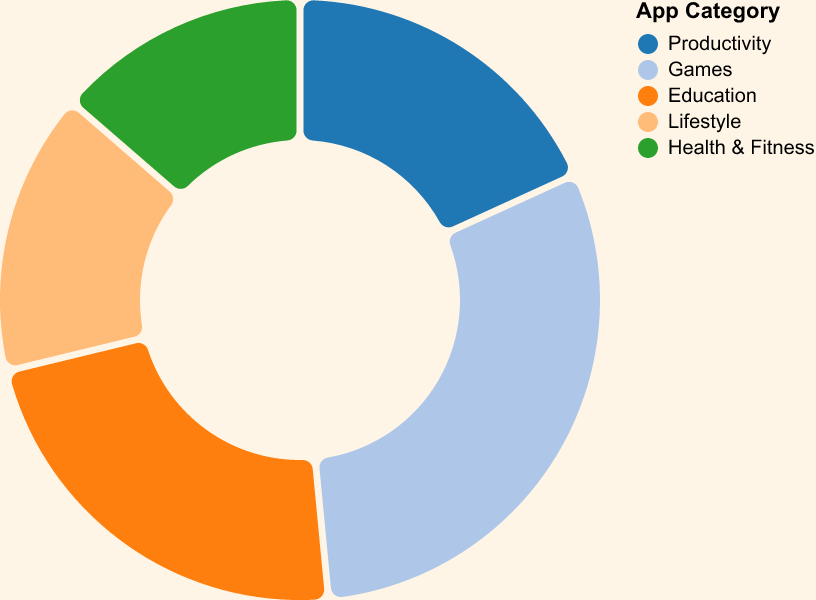 App Category
Productivity
Games
Education
Lifestyle
Health & Fitness